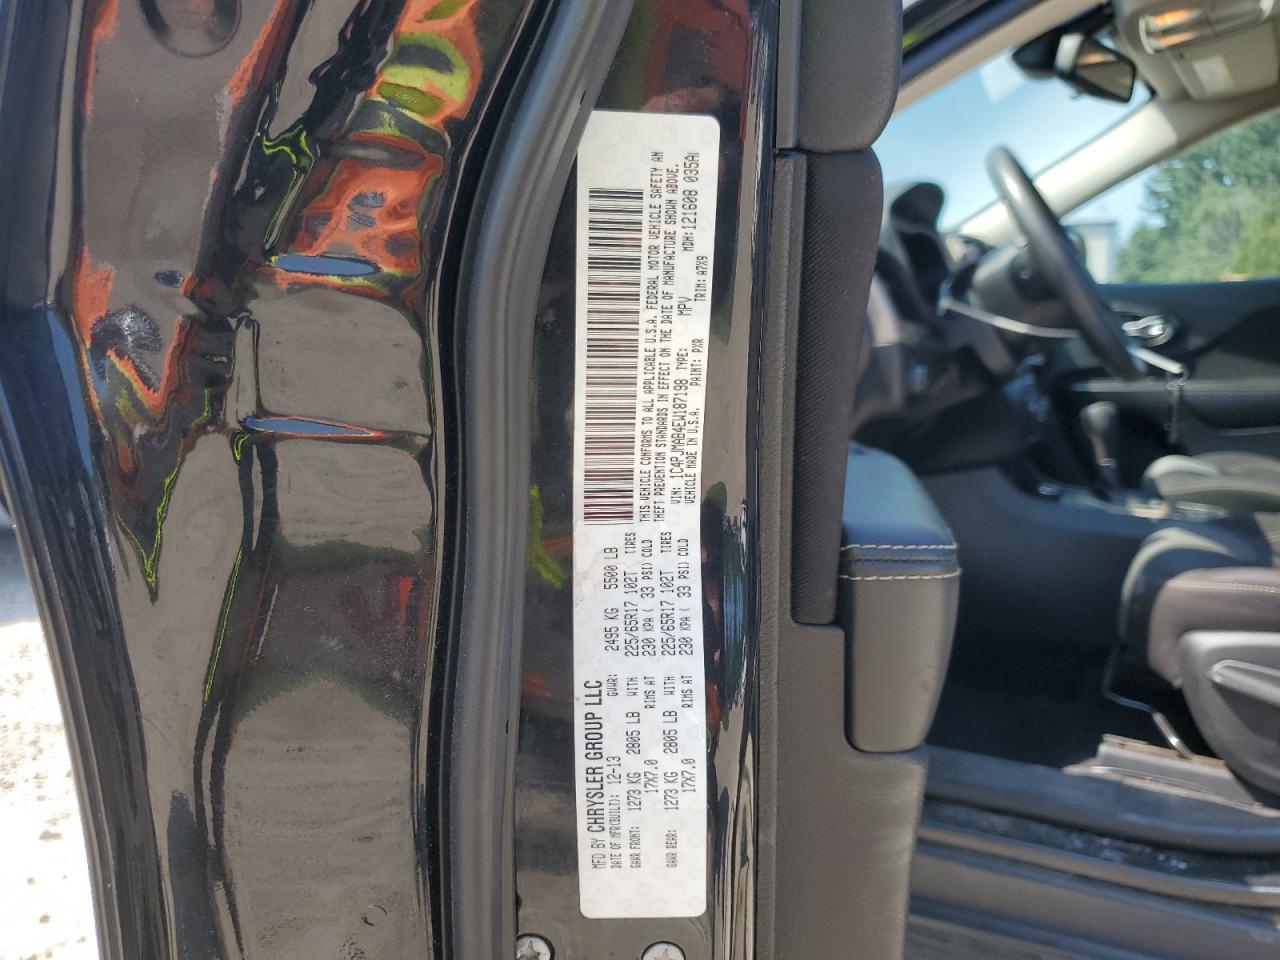 MFD BY CHRYSLER GROUP LLC
DATE OF MFR(BUILT): 12-13 GVWR: 2495 KG 5500 LB
GAWR FRONT: 1273 KG 2805 LB WITH 225/65R17 102T TIRES
17X7.0 RIMS AT 230 KPA ( 33 PSI) COLD
GAWR REAR: 1273 KG 2805 LB WITH 225/65R17 102T TIRES
17X7.0 RIMS AT 230 KPA ( 33 PSI) COLD
THIS VEHICLE CONFORMS TO ALL APPLICABLE U.S.A. FEDERAL MOTOR VEHICLE SAFETY AN
THEFT PREVENTION STANDARDS IN EFFECT ON THE DATE OF MANUFACTURE SHOWN ABOVE.
VIN: 1C4PJMAB4EW187198 TYPE: MPV MDH:121608 035A
VEHICLE MADE IN U.S.A. PAINT: PXR TRIM: A7X9